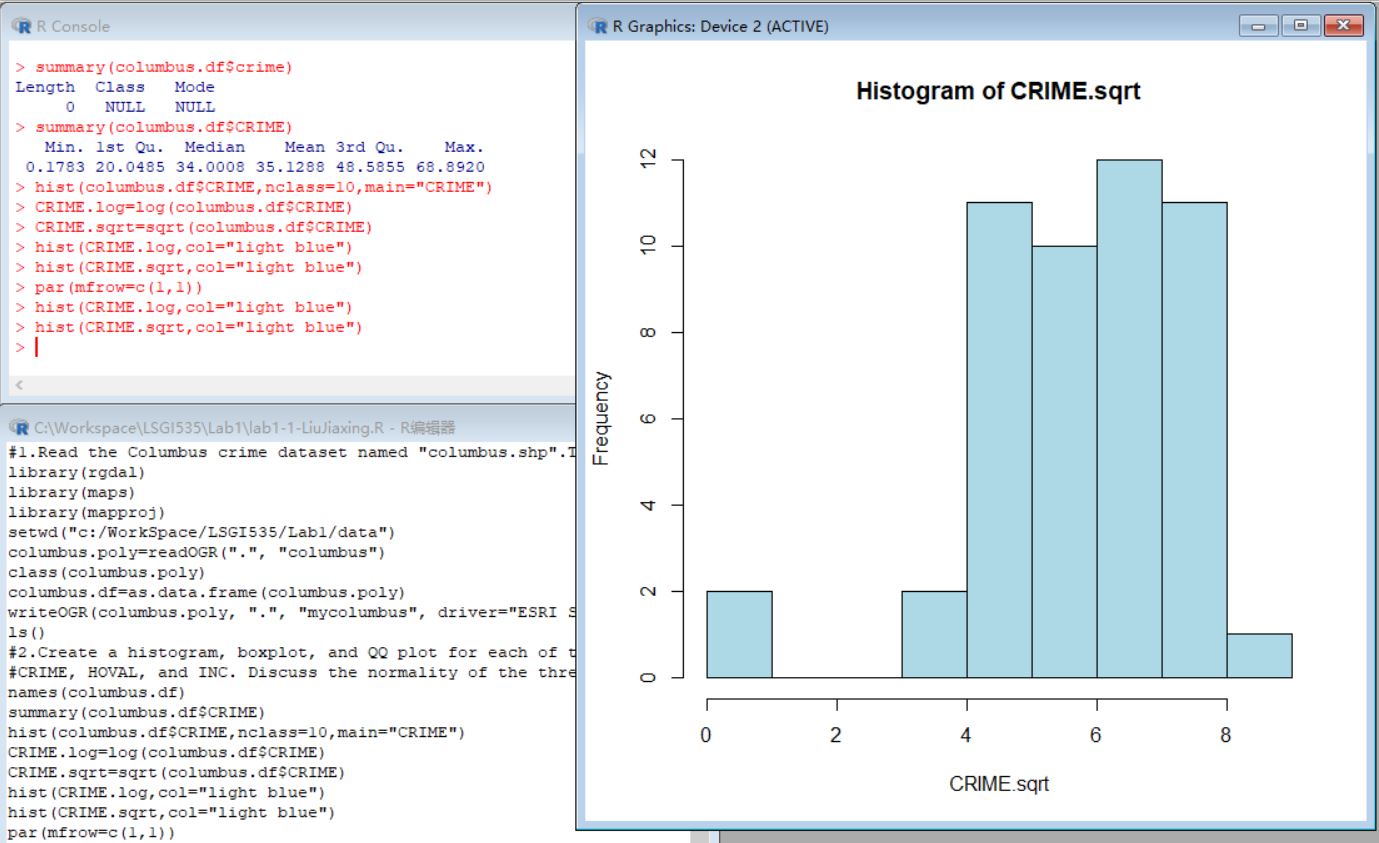 R Console
> summary(columbus.df$crime)
Length  Class   Mode
     0   NULL   NULL
> summary(columbus.df$CRIME)
   Min. 1st Qu.  Median    Mean 3rd Qu.    Max.
 0.1783 20.0485 34.0008 35.1288 48.5855 68.8920
> hist(columbus.df$CRIME,nclass=10,main="CRIME")
> CRIME.log=log(columbus.df$CRIME)
> CRIME.sqrt=sqrt(columbus.df$CRIME)
> hist(CRIME.log,col="light blue")
> hist(CRIME.sqrt,col="light blue")
> par(mfrow=c(1,1))
> hist(CRIME.log,col="light blue")
> hist(CRIME.sqrt,col="light blue")
>
C:\Workspace\LSGI535\Lab1\lab1-1-LiuJiaxing.R - R编辑器
#1.Read the Columbus crime dataset named "columbus.shp".T
library(rgdal)
library(maps)
library(mapproj)
setwd("c:/WorkSpace/LSGI535/Lab1/data")
columbus.poly=readOGR(".", "columbus")
class(columbus.poly)
columbus.df=as.data.frame(columbus.poly)
writeOGR(columbus.poly, ".", "mycolumbus", driver="ESRI S
ls()
#2.Create a histogram, boxplot, and QQ plot for each of t
#CRIME, HOVAL, and INC. Discuss the normality of the thre
names(columbus.df)
summary(columbus.df$CRIME)
hist(columbus.df$CRIME,nclass=10,main="CRIME")
CRIME.log=log(columbus.df$CRIME)
CRIME.sqrt=sqrt(columbus.df$CRIME)
hist(CRIME.log,col="light blue")
hist(CRIME.sqrt,col="light blue")
par(mfrow=c(1,1))
R Graphics: Device 2 (ACTIVE)
Histogram of CRIME.sqrt
Frequency
12
10
8
6
4
2
0
0 2 4 6 8
CRIME.sqrt